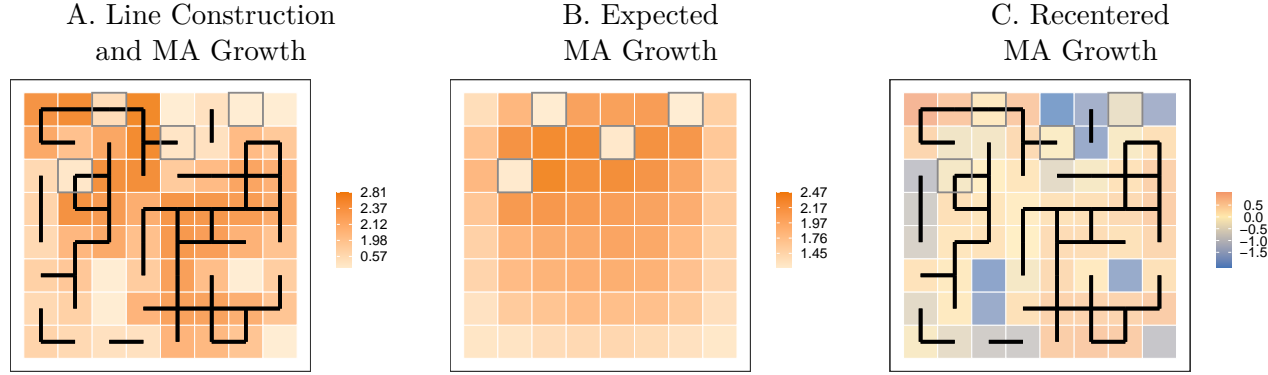 A. Line Construction
and MA Growth
B. Expected
MA Growth
C. Recentered
MA Growth
2.81
2.37
2.12
1.98
0.57
2.47
2.17
1.97
1.76
1.45
0.5
0.0
−0.5
−1.0
−1.5